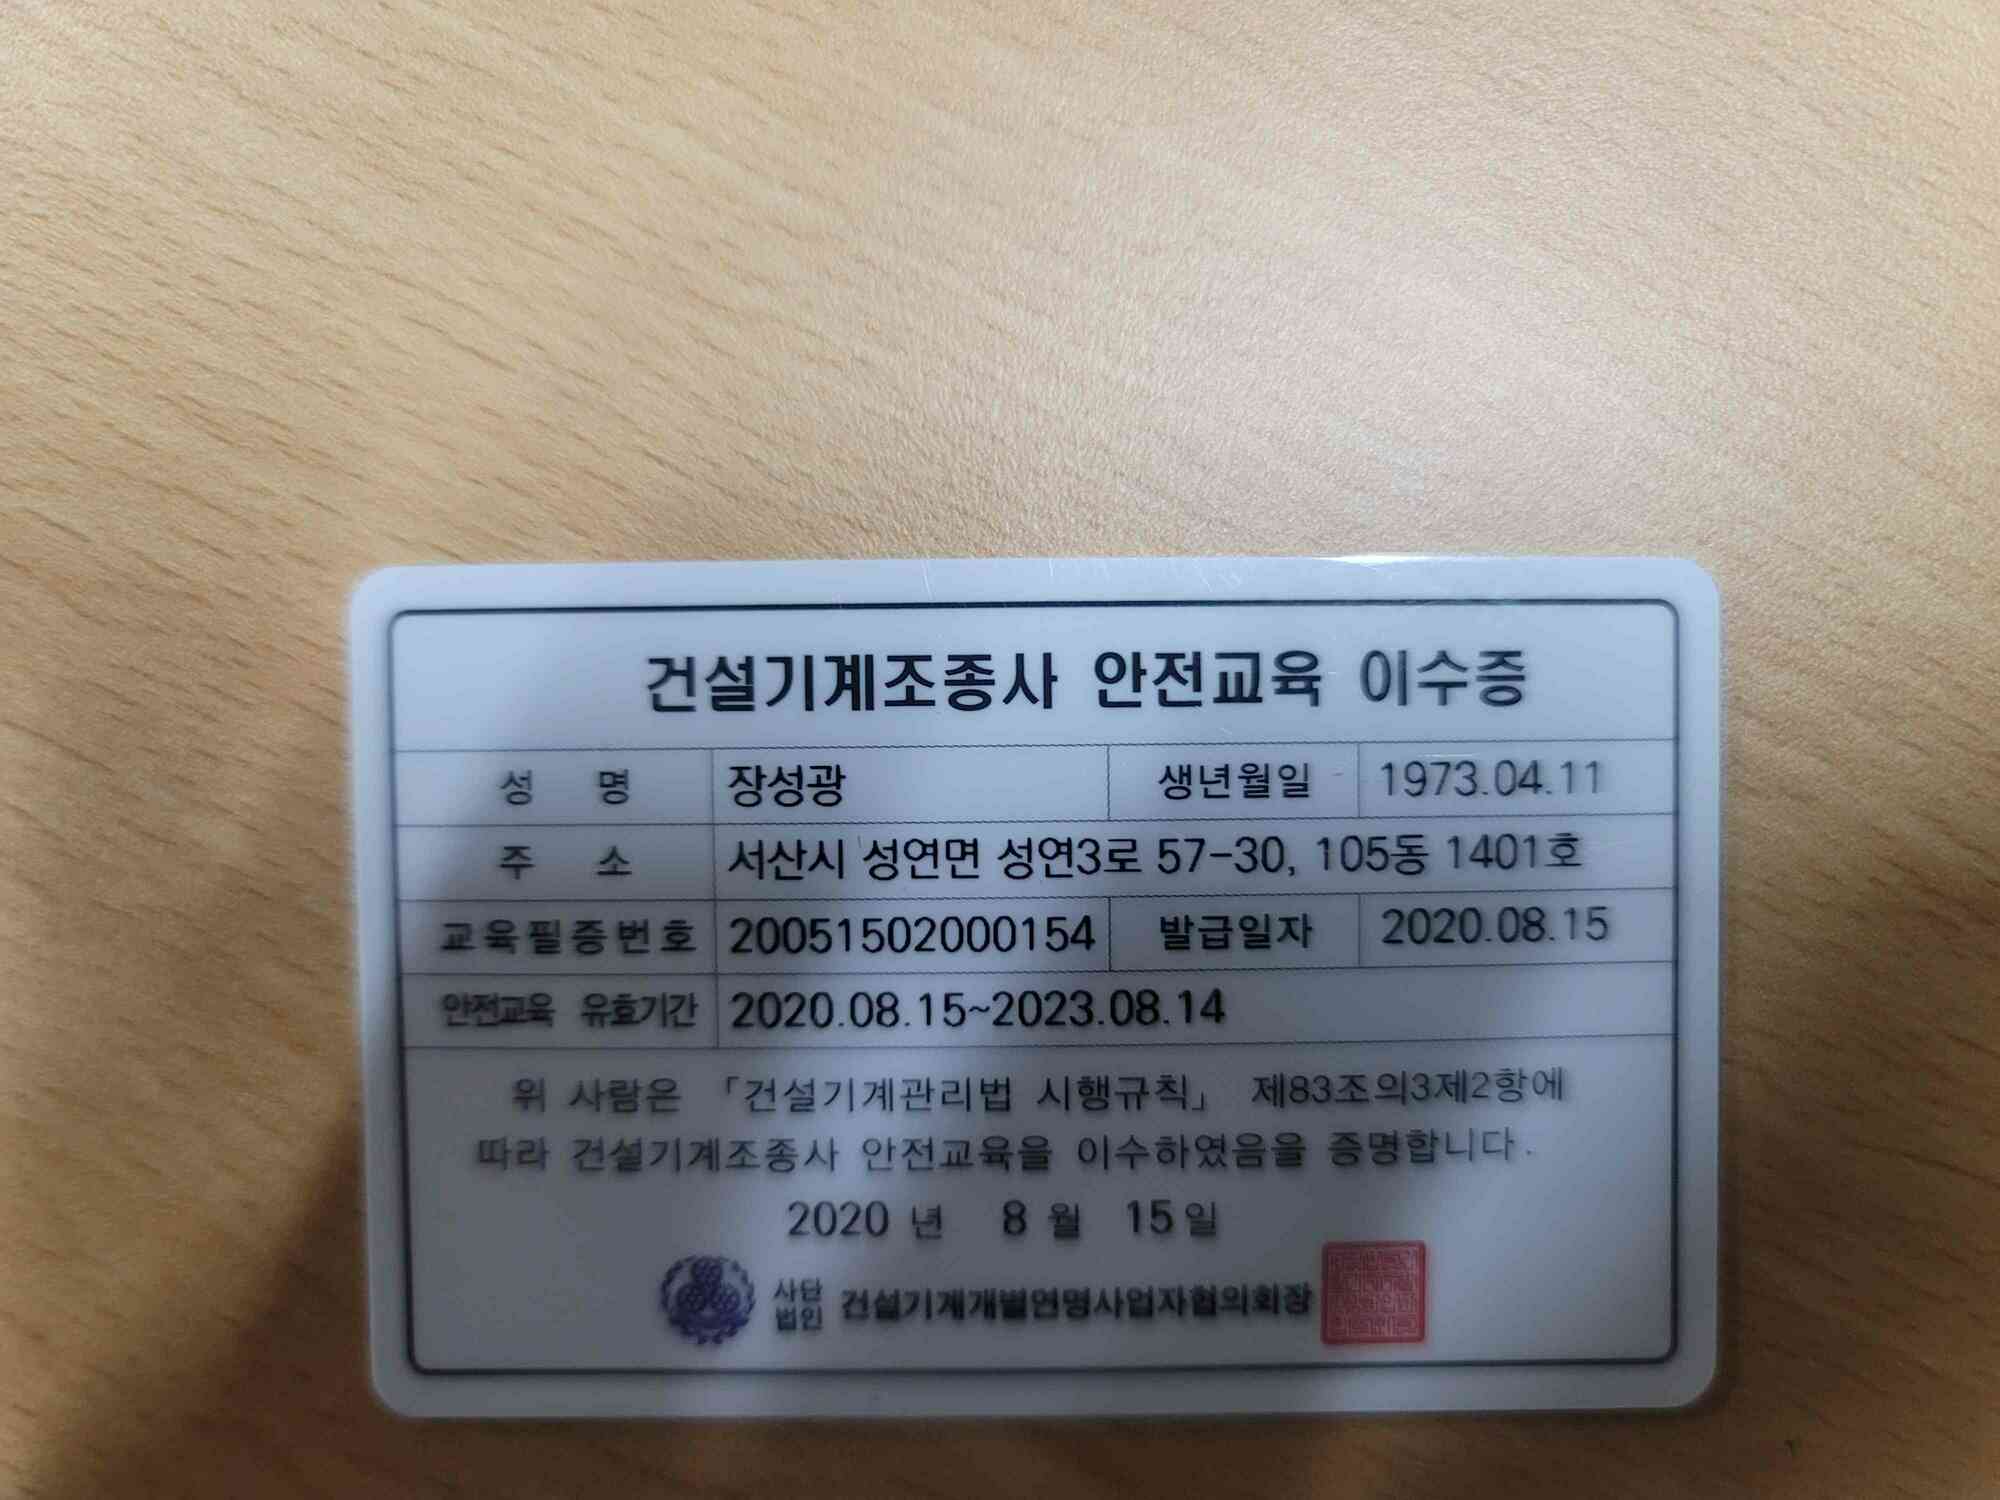 건설기계조종사 안전교육 이수증
성 명 장성광 생년월일 1973.04.11
주 소 서산시 성연면 성연3로 57-30, 105동 1401호
교육필증번호 20051502000154 발급일자 2020.08.15
안전교육 유효기간 2020.08.15~2023.08.14
위 사람은 「건설기계관리법 시행규칙」 제83조의3제2항에
따라 건설기계조종사 안전교육을 이수하였음을 증명합니다.
2020 년 8 월 15 일
사단
법인 건설기계개별연명사업자협의회장